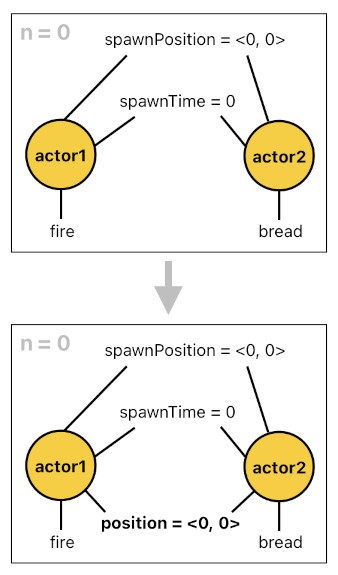 n = 0
spawnPosition = <0, 0>
spawnTime = 0
actor1
actor2
fire
bread
n = 0
spawnPosition = <0, 0>
spawnTime = 0
actor1
actor2
position = <0, 0>
fire
bread